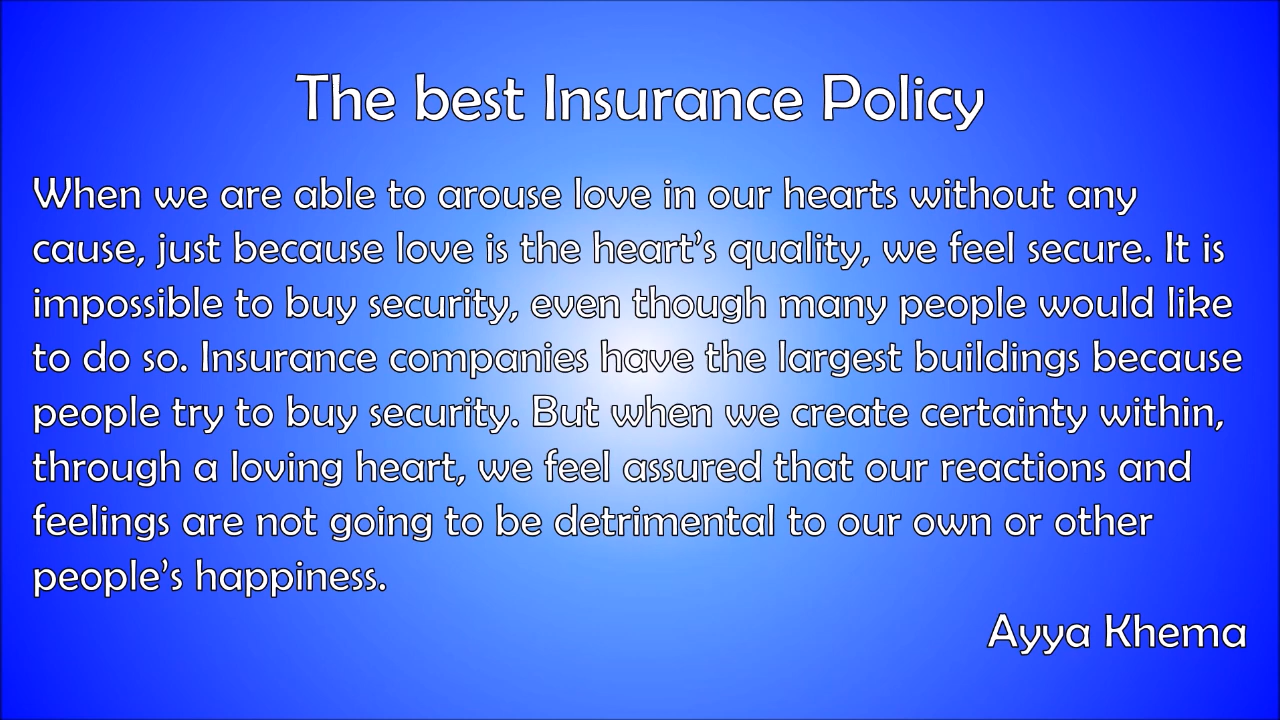 The best Insurance Policy
When we are able to arouse love in our hearts without any
cause, just because love is the heart’s quality, we feel secure. It is
impossible to buy security, even though many people would like
to do so. Insurance companies have the largest buildings because
people try to buy security. But when we create certainty within,
through a loving heart, we feel assured that our reactions and
feelings are not going to be detrimental to our own or other
people’s happiness.
Ayya Khema